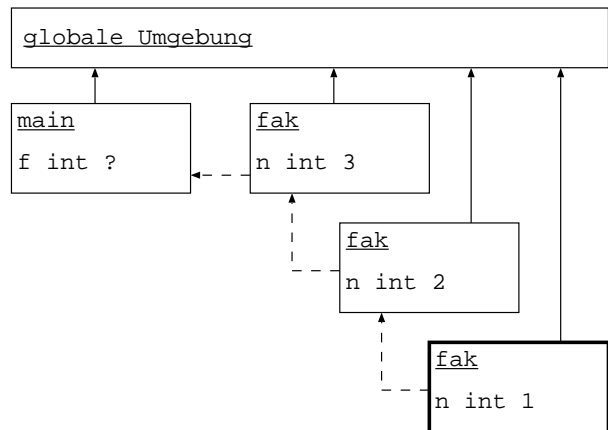 globale Umgebung
main
f int ?
fak
n int 3
fak
n int 2
fak
n int 1